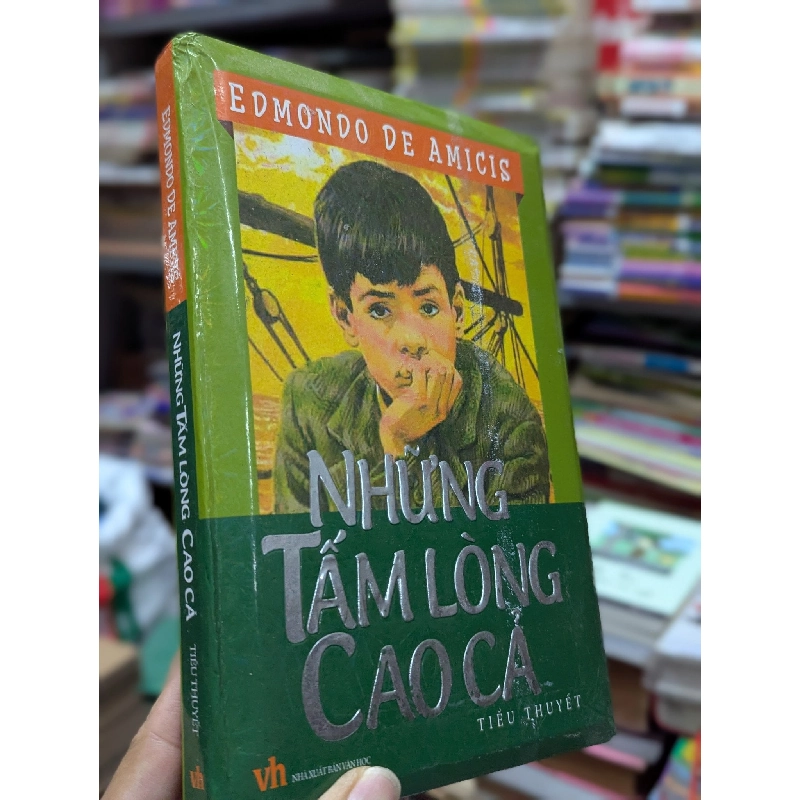 EDMONDO DE AMICIS
NHỮNG
TẤM LÒNG
CAO CẢ
TIỂU THUYẾT
vh NHÀ XUẤT BẢN VĂN HỌC
EDMONDO DE AMICIS
NHỮNG TẤM LÒNG CAO CẢ
TIỂU THUYẾT
vh